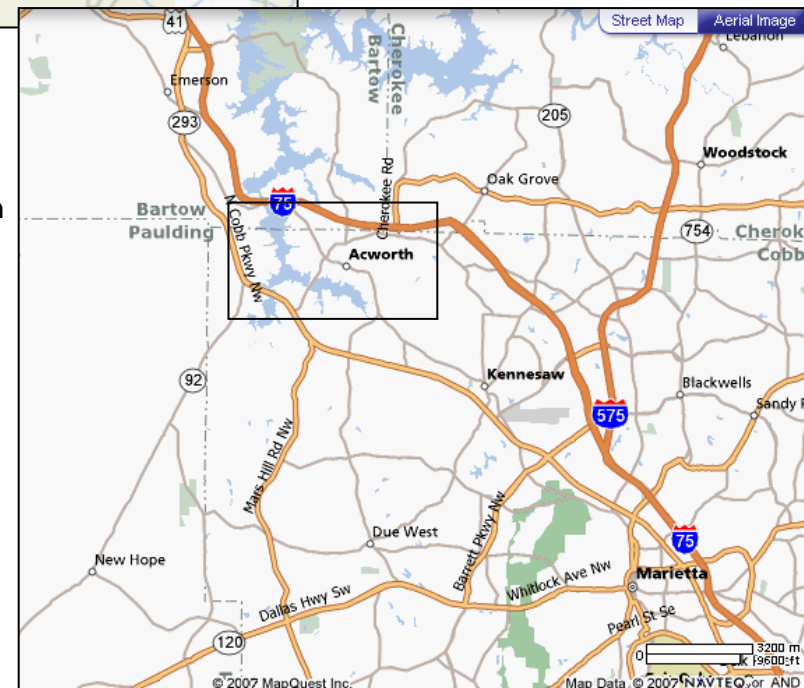 Street Map
Aerial Image
41
Lebanon
Cherokee
Bartow
Emerson
205
293
Woodstock
Oak Grove
Cherokee Rd
75
n
Bartow
Paulding
N Cobb Pkwy Nw
754
Cherok
Cobb
Acworth
92
Kennesaw
Blackwells
575
Sandy
Mars Hill Rd Nw
Barrett Pkwy Nw
Due West
75
New Hope
Whitlock Ave Nw
Marietta
Dallas Hwy Sw
Pearl St Se
120
0
3200 m
9600 ft
© 2007 MapQuest Inc.
Map Data © 2007 NAVTEQ or AND